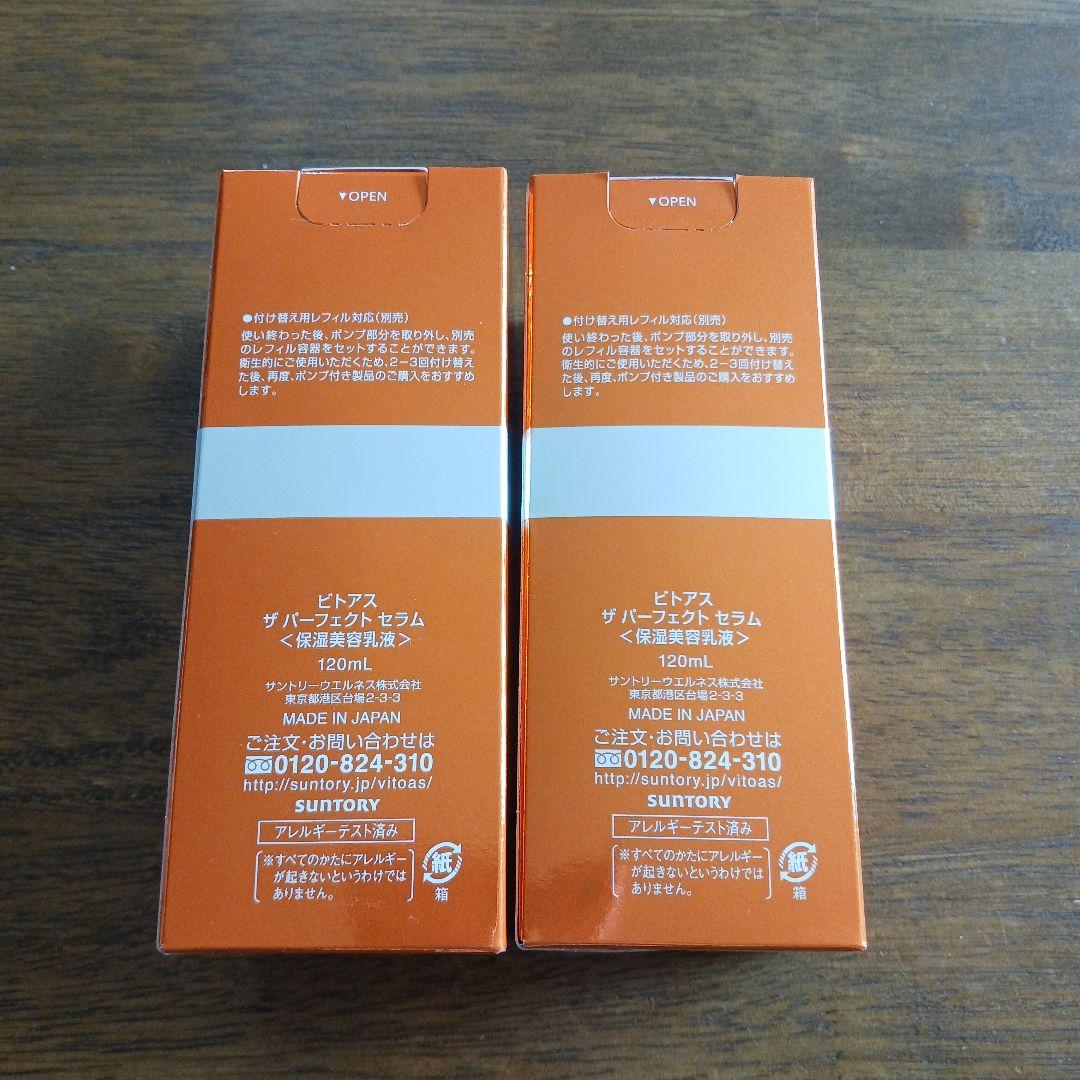 ▼OPEN
●付け替え用レフィル対応(別売)
使い終わった後、ポンプ部分を取り外し、別売
のレフィル容器をセットすることができます。
衛生的にご使用いただくため、2−3回付け替え
た後、再度、ポンプ付き製品のご購入をおすすめ
します。
ビトアス
ザ パーフェクト セラム
＜保湿美容乳液＞
120mL
サントリーウエルネス株式会社
東京都港区台場2-3-3
MADE IN JAPAN
ご注文・お問い合わせは
0120-824-310
http://suntory.jp/vitoas/
SUNTORY
アレルギーテスト済み
※すべてのかたにアレルギー
が起きないというわけでは
ありません。
紙
箱
▼OPEN
●付け替え用レフィル対応(別売)
使い終わった後、ポンプ部分を取り外し、別売
のレフィル容器をセットすることができます。
衛生的にご使用いただくため、2−3回付け替え
た後、再度、ポンプ付き製品のご購入をおすすめ
します。
ビトアス
ザ パーフェクト セラム
＜保湿美容乳液＞
120mL
サントリーウエルネス株式会社
東京都港区台場2-3-3
MADE IN JAPAN
ご注文・お問い合わせは
0120-824-310
http://suntory.jp/vitoas/
SUNTORY
アレルギーテスト済み
※すべてのかたにアレルギー
が起きないというわけでは
ありません。
紙
箱